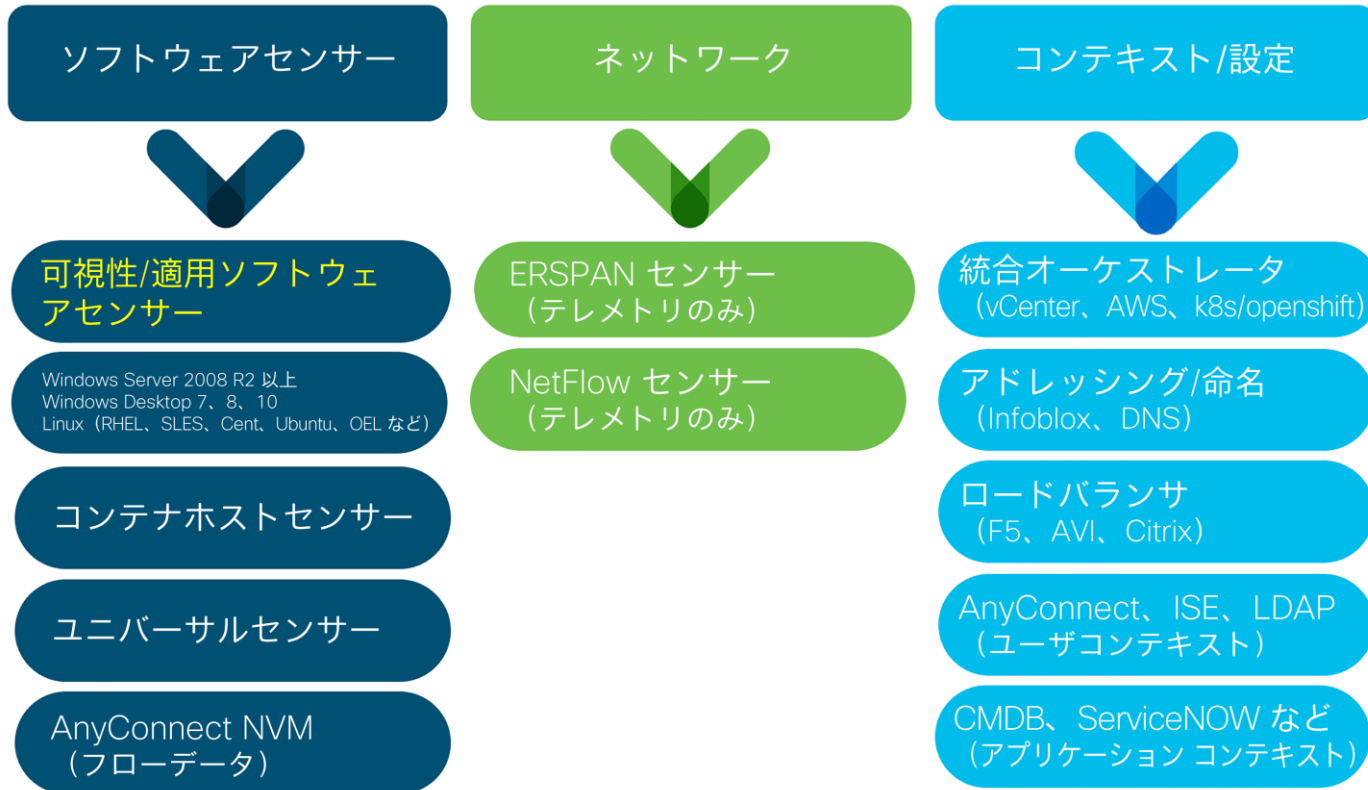 ソフトウェアセンサー
可視性/適用ソフトウェ
アセンサー
Windows Server 2008 R2 以上
Windows Desktop 7、8、10
Linux（RHEL、SLES、Cent、Ubuntu、OEL など）
コンテナホストセンサー
ユニバーサルセンサー
AnyConnect NVM
（フローデータ）
ネットワーク
ERSPAN センサー
（テレメトリのみ）
NetFlow センサー
（テレメトリのみ）
コンテキスト/設定
統合オーケストレータ
（vCenter、AWS、k8s/openshift）
アドレッシング/命名
（Infoblox、DNS）
ロードバランサ
（F5、AVI、Citrix）
AnyConnect、ISE、LDAP
（ユーザコンテキスト）
CMDB、ServiceNOW など
（アプリケーション コンテキスト）